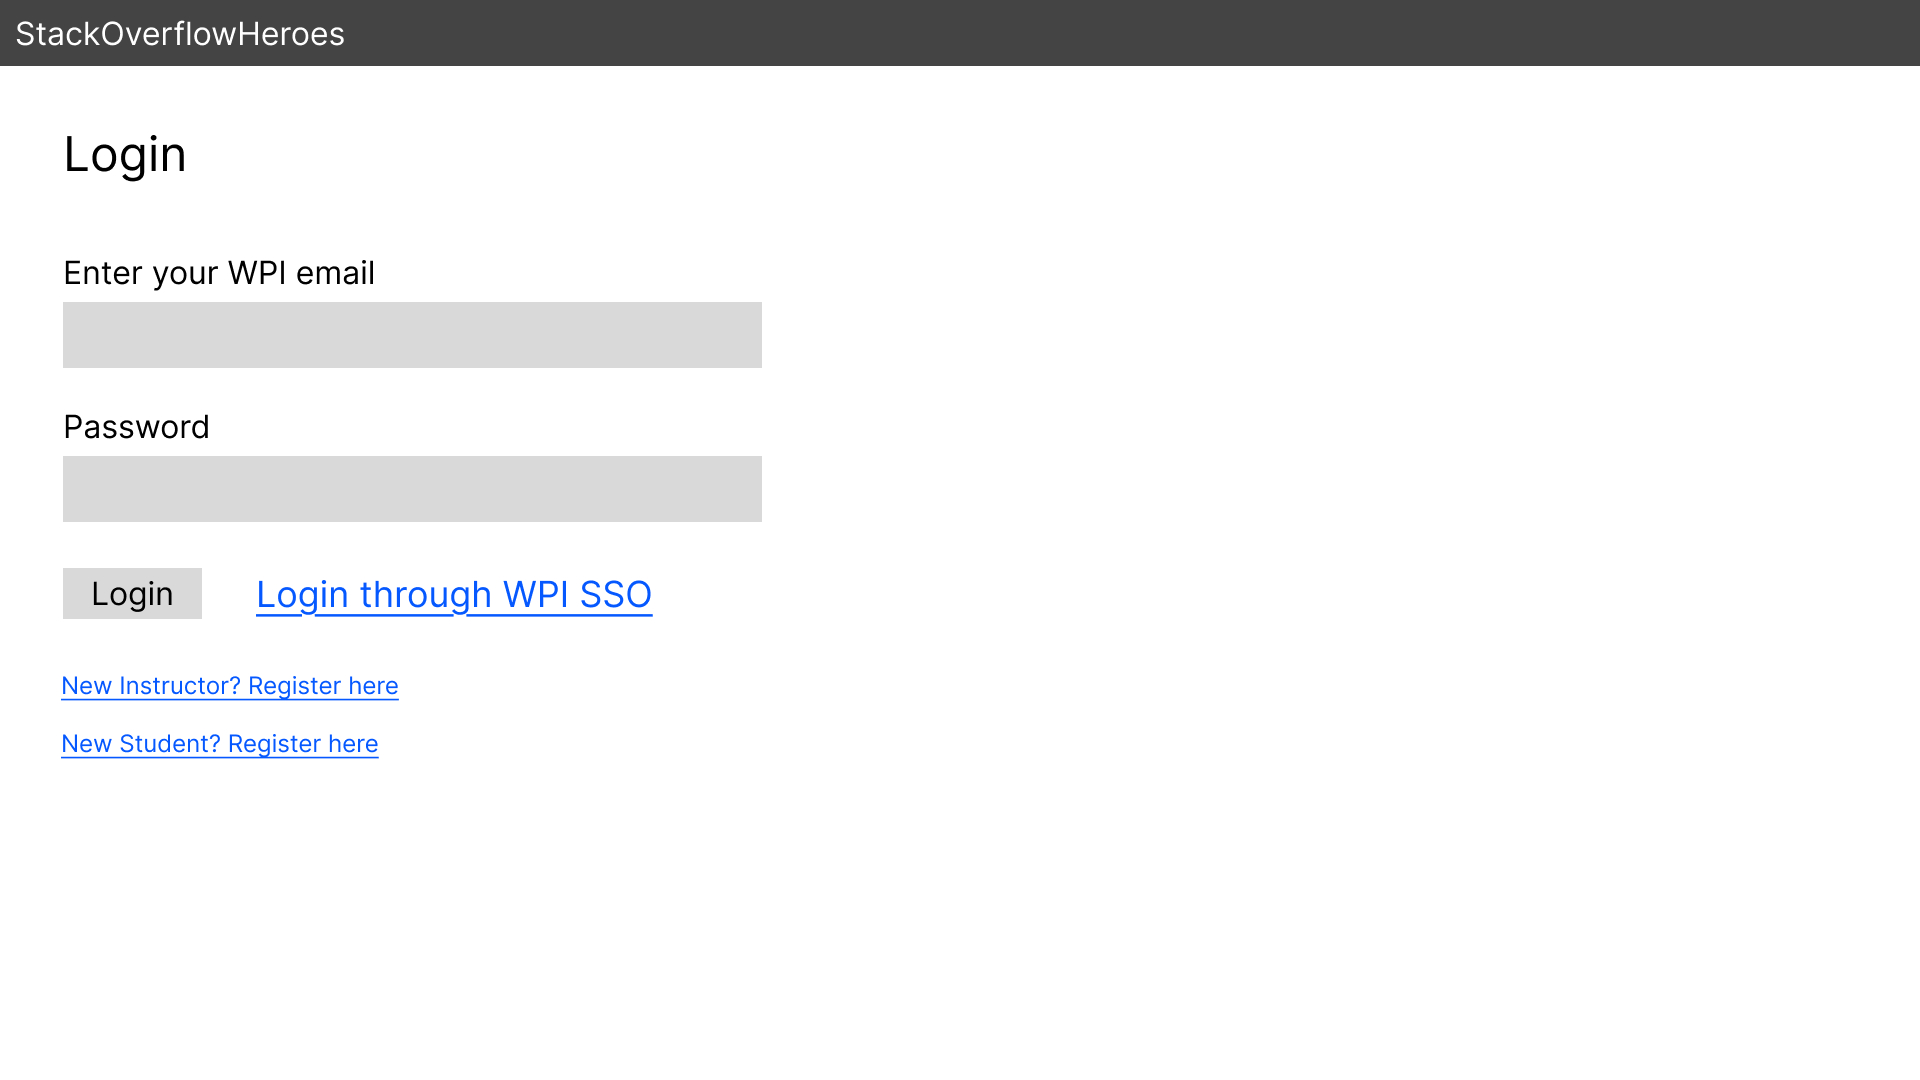 StackOverflowHeroes
Login
Enter your WPI email
Password
Login
Login through WPI SSO
New Instructor? Register here
New Student? Register here